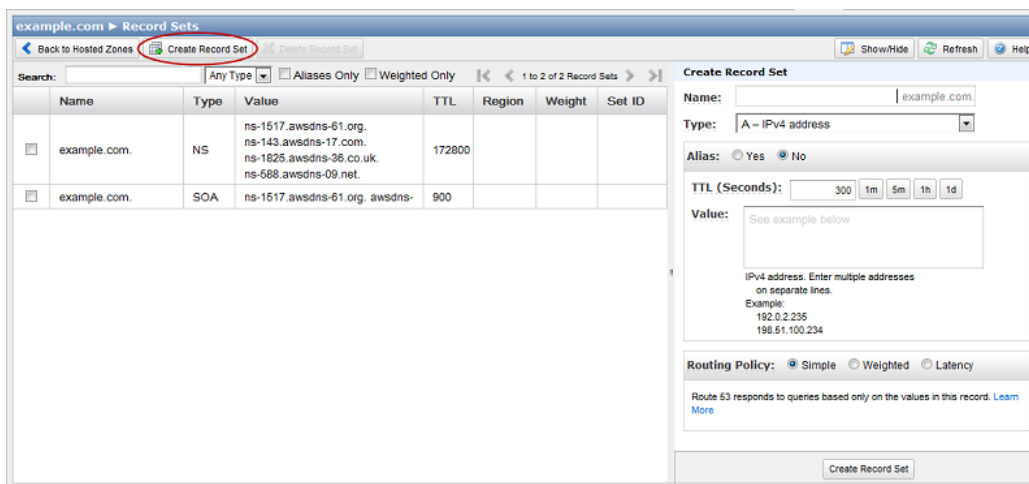 example.com ▶ Record Sets
Back to Hosted Zones Create Record Set Delete Record Set Show/Hide Refresh Help
Search: Any Type Aliases Only Weighted Only 1 to 2 of 2 Record Sets
Name Type Value TTL Region Weight Set ID
example.com. NS ns-1517.awsdns-61.org. 172800
ns-143.awsdns-17.com.
ns-1825.awsdns-36.co.uk.
ns-588.awsdns-09.net.
example.com. SOA ns-1517.awsdns-61.org. awsdns- 900
Create Record Set
Name: example.com.
Type: A – IPv4 address
Alias: Yes No
TTL (Seconds): 300 1m 5m 1h 1d
Value: See example below
IPv4 address. Enter multiple addresses
on separate lines.
Example:
192.0.2.235
198.51.100.234
Routing Policy: Simple Weighted Latency
Route 53 responds to queries based only on the values in this record. Learn
More
Create Record Set